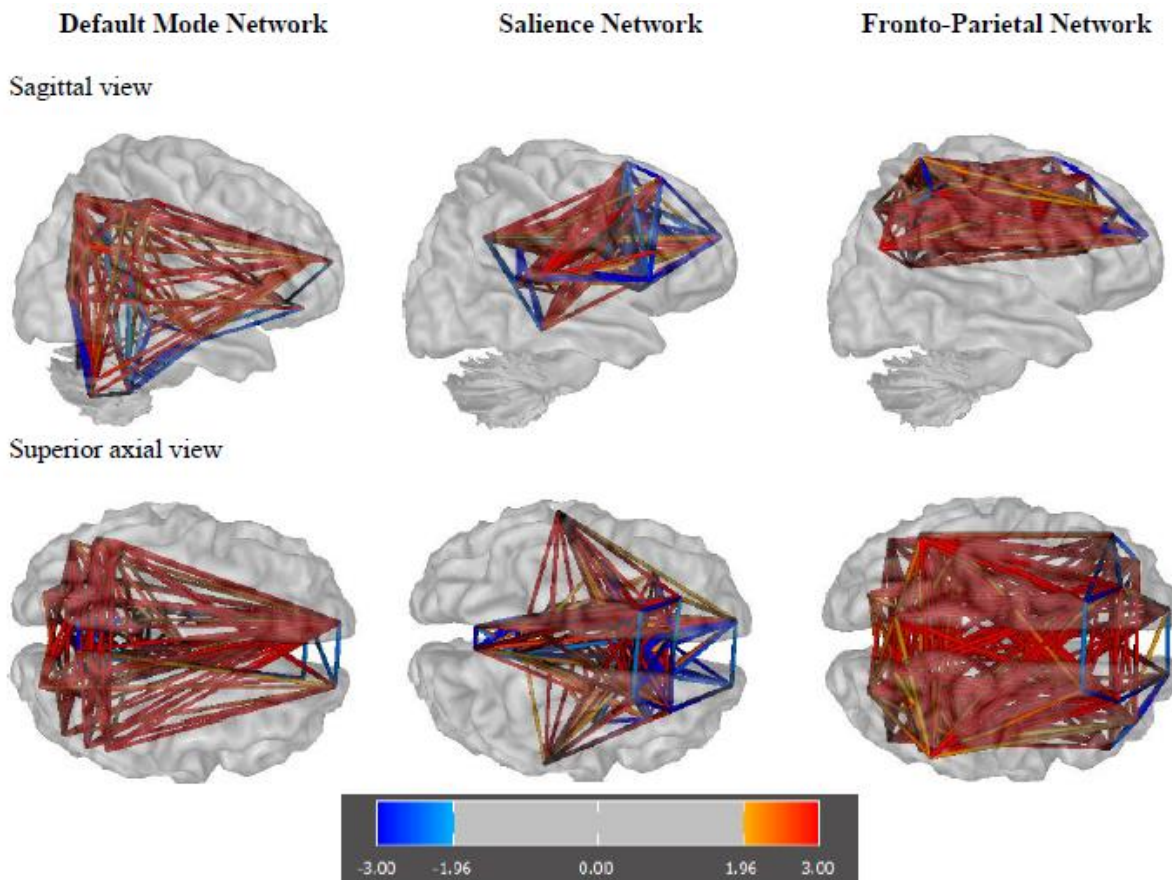 Default Mode Network Salience Network Fronto-Parietal Network
Sagittal view
Superior axial view
-3.00 -1.96 0.00 1.96 3.00